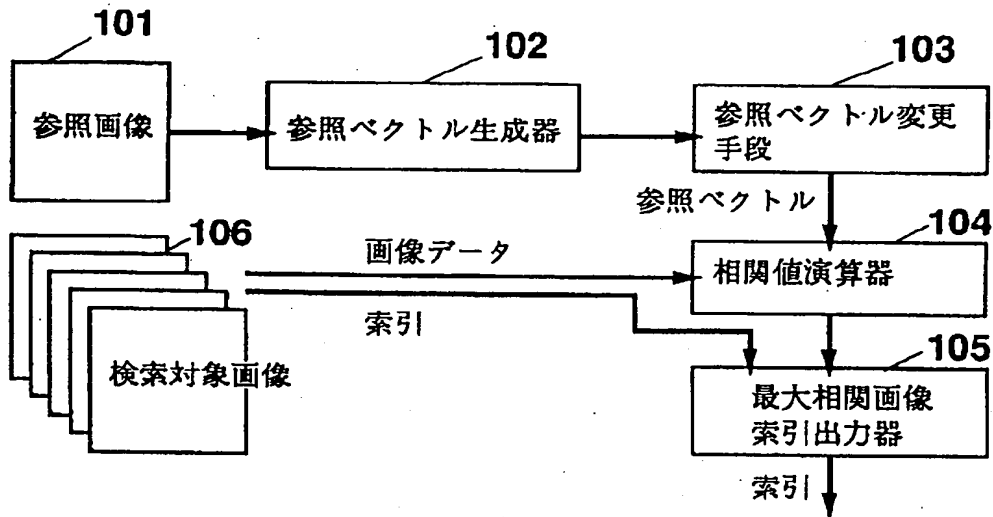 101
参照画像
102
参照ベクトル生成器
103
参照ベクトル変更
手段
参照ベクトル
106
画像データ
索引
検索対象画像
104
相関値演算器
105
最大相関画像
索引出力器
索引